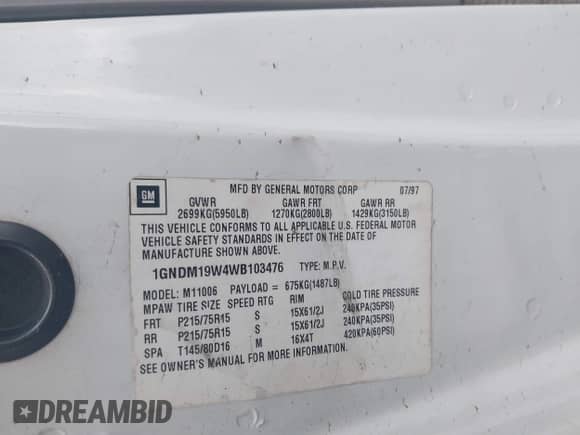 GM
MFD BY GENERAL MOTORS CORP 07/97
GVWR GAWR FRT GAWR RR
2699KG(5950LB) 1270KG(2800LB) 1429KG(3150LB)
THIS VEHICLE CONFORMS TO ALL APPLICABLE U.S. FEDERAL MOTOR
VEHICLE SAFETY STANDARDS IN EFFECT ON THE DATE OF
MANUFACTURE SHOWN ABOVE.
1GNDM19W4WB103476 TYPE: M.P.V.
MODEL: M11006 PAYLOAD = 675KG(1487LB)
MPAW TIRE SIZE SPEED RTG RIM COLD TIRE PRESSURE
FRT P215/75R15 S 15X61/2J 240KPA(35PSI)
RR P215/75R15 S 15X61/2J 240KPA(35PSI)
SPA T145/80D16 M 16X4T 420KPA(60PSI)
SEE OWNER'S MANUAL FOR MORE INFORMATION.
DREAMBID